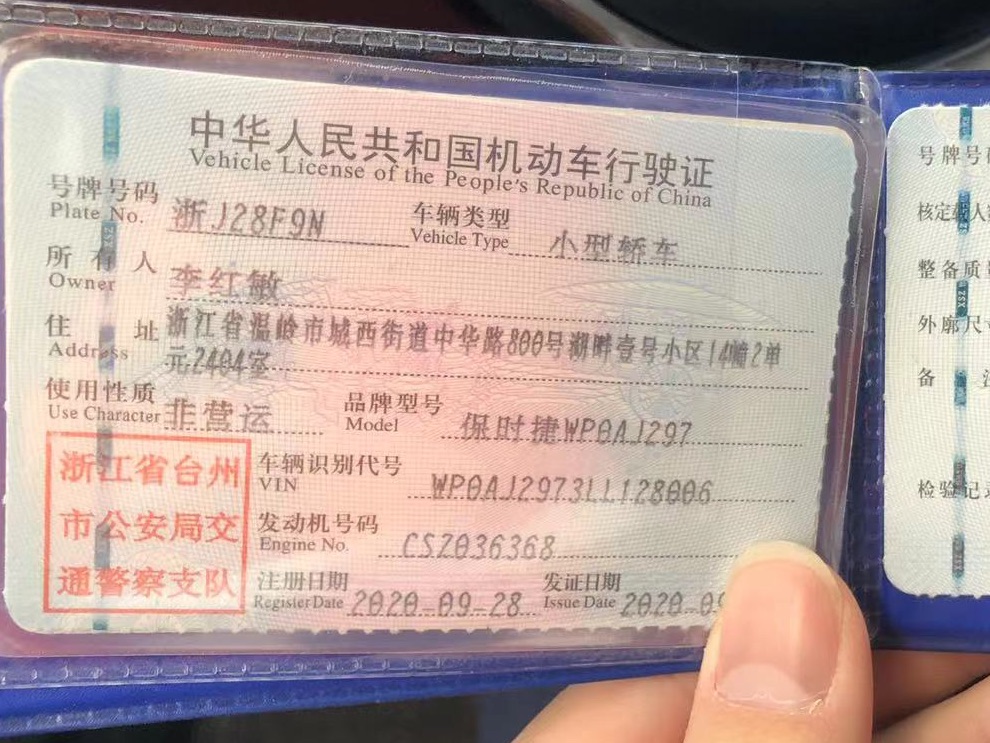 中华人民共和国机动车行驶证
Vehicle License of the People's Republic of China
号牌号码 浙J28F9N 车辆类型 小型轿车
Plate No. Vehicle Type
所有人 李红敏
Owner
住址 浙江省温岭市城西街道中华路800号湖畔壹号小区14幢2单
Address 元2404室
使用性质 非营运 品牌型号 保时捷WP0AJ297
Use Character Model
浙江省台州
市公安局交
通警察支队
车辆识别代号 WP0AJ2973LL128006
VIN
发动机号码 CSZ036368
Engine No.
注册日期 2020-09-28 发证日期 2020-09
Register Date Issue Date
号牌号
核定载人
整备质
外廓尺
备
检验记